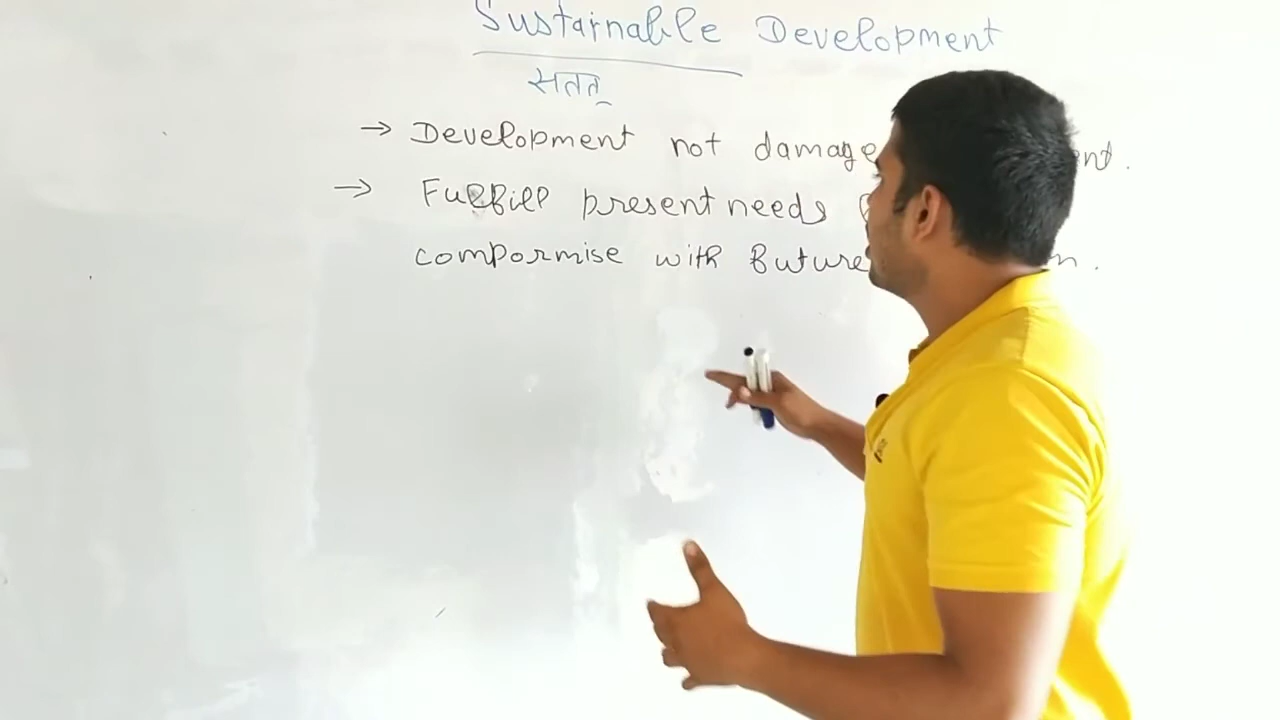 Sustainable Development
सतत्
→ Development not damage
→ Fulfill present needs
compormise with future